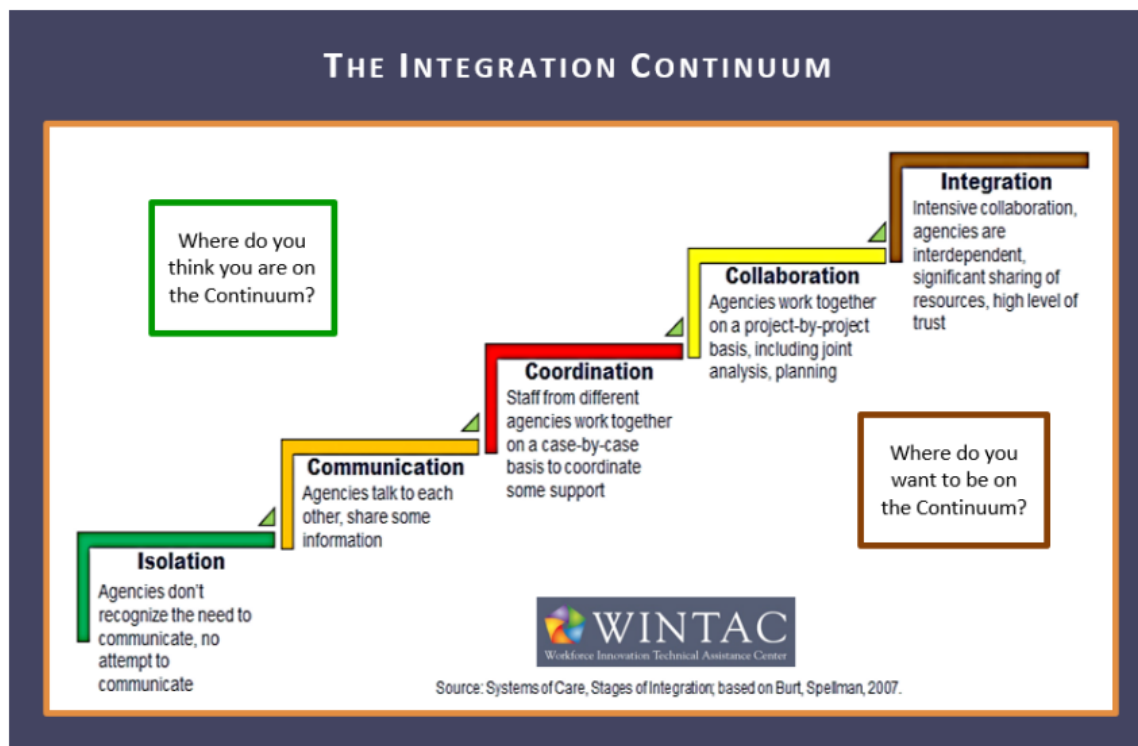 THE INTEGRATION CONTINUUM
Where do you
think you are on
the Continuum?
Integration
Intensive collaboration,
agencies are
interdependent,
significant sharing of
resources, high level of
trust
Collaboration
Agencies work together
on a project-by-project
basis, including joint
analysis, planning
Coordination
Staff from different
agencies work together
on a case-by-case
basis to coordinate
some support
Communication
Agencies talk to each
other, share some
information
Isolation
Agencies don't
recognize the need to
communicate, no
attempt to
communicate
Where do you
want to be on
the Continuum?
WINTAC
Workforce Innovation Technical Assistance Center
Source: Systems of Care, Stages of Integration; based on Burt, Spellman, 2007.